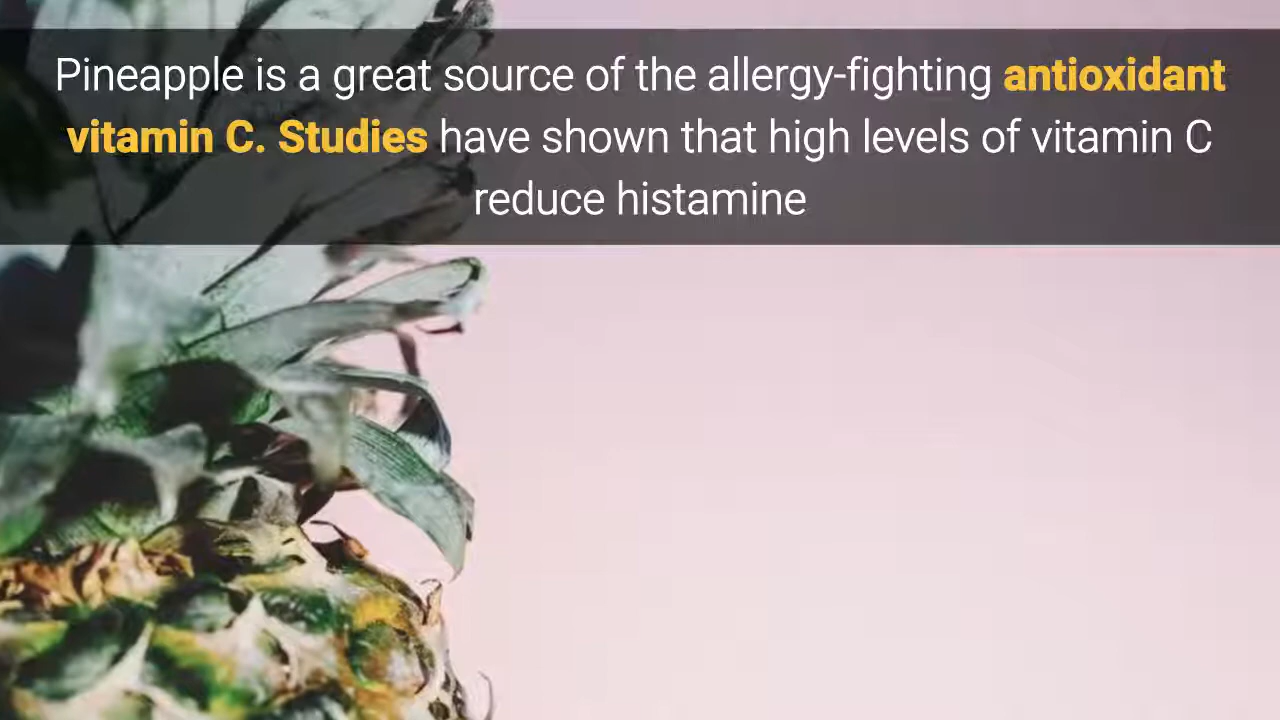 Pineapple is a great source of the allergy-fighting antioxidant
vitamin C. Studies have shown that high levels of vitamin C
reduce histamine